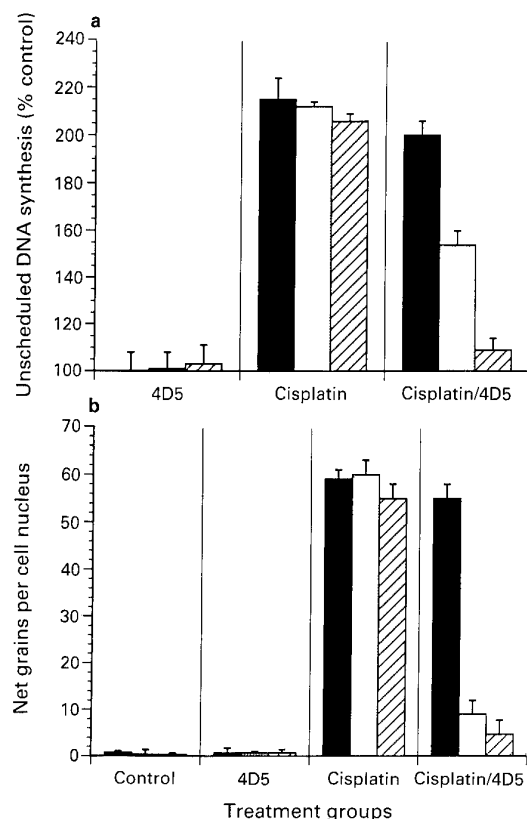 a
Unscheduled DNA synthesis (% control)
240
220
200
180
160
140
120
100
4D5
Cisplatin
Cisplatin/4D5
b
Net grains per cell nucleus
70
60
50
40
30
20
10
0
Control
4D5
Cisplatin
Cisplatin/4D5
Treatment groups